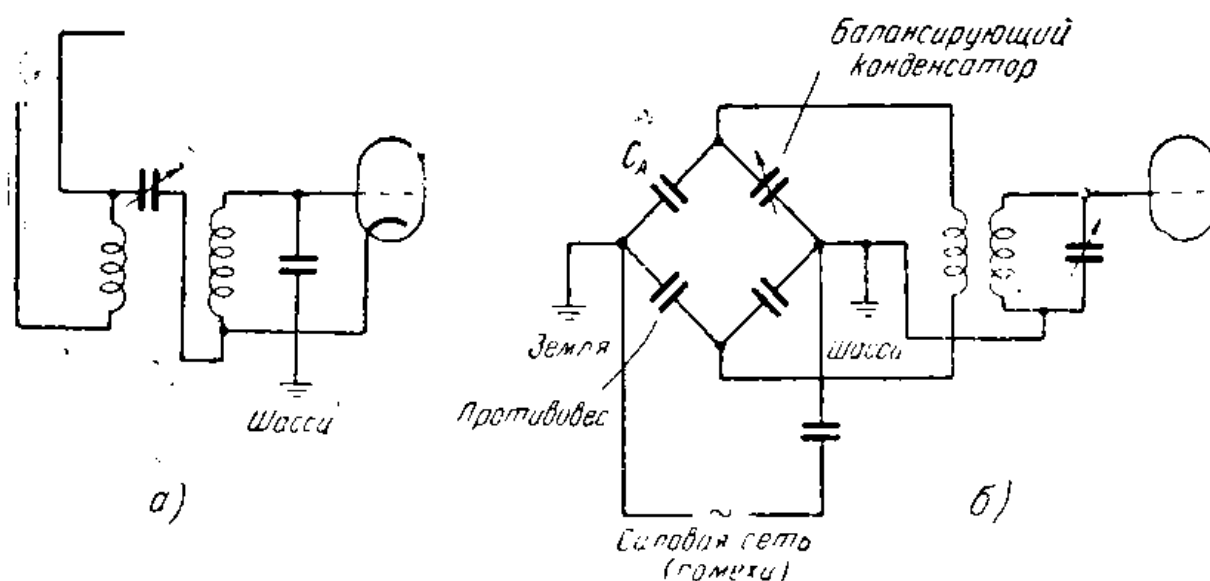 Балансирующий
конденсатор
C_A
Земля
Шасси
Противовес
Шасси
а)
б)
Силовая сеть
(помехи)